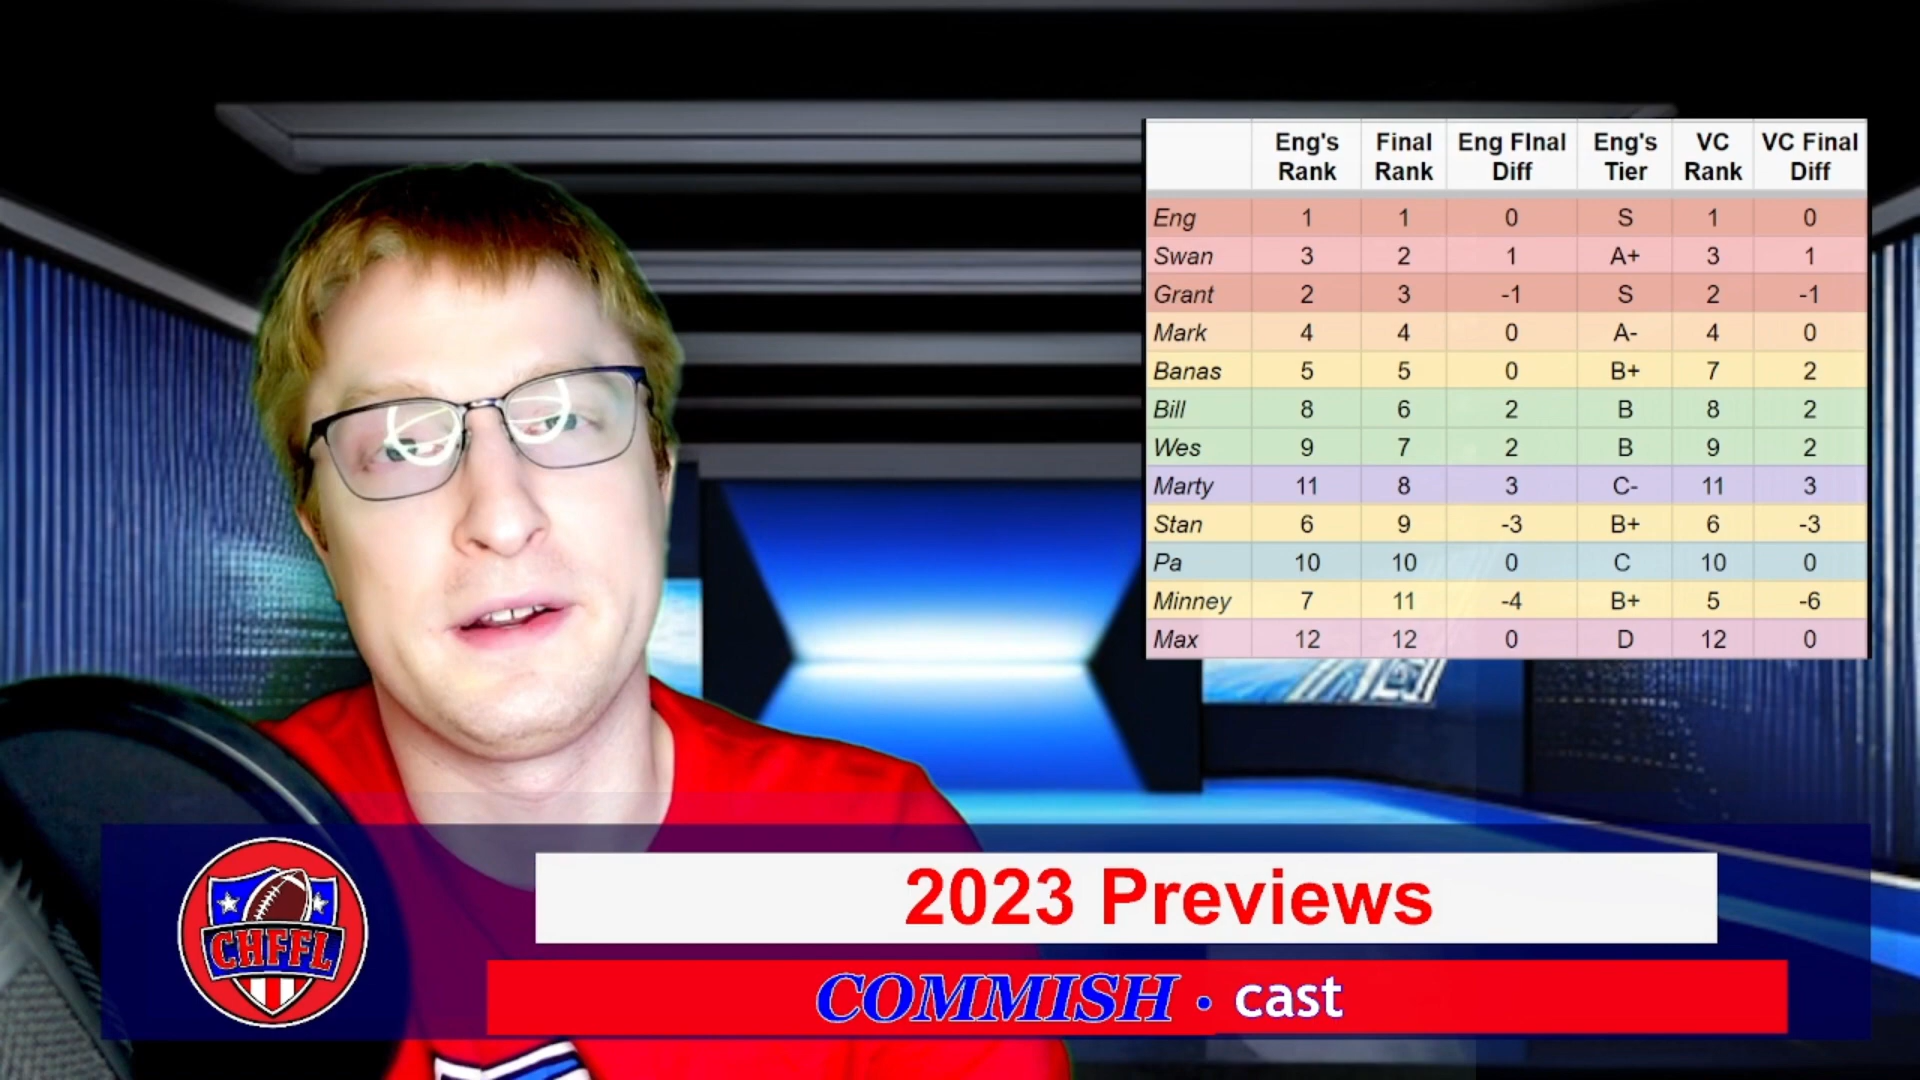 Eng's Rank Final Rank Eng FInal Diff Eng's Tier VC Rank VC Final Diff
Eng 1 1 0 S 1 0
Swan 3 2 1 A+ 3 1
Grant 2 3 -1 S 2 -1
Mark 4 4 0 A- 4 0
Banas 5 5 0 B+ 7 2
Bill 8 6 2 B 8 2
Wes 9 7 2 B 9 2
Marty 11 8 3 C- 11 3
Stan 6 9 -3 B+ 6 -3
Pa 10 10 0 C 10 0
Minney 7 11 -4 B+ 5 -6
Max 12 12 0 D 12 0
2023 Previews
CHFFL
COMMISH · cast